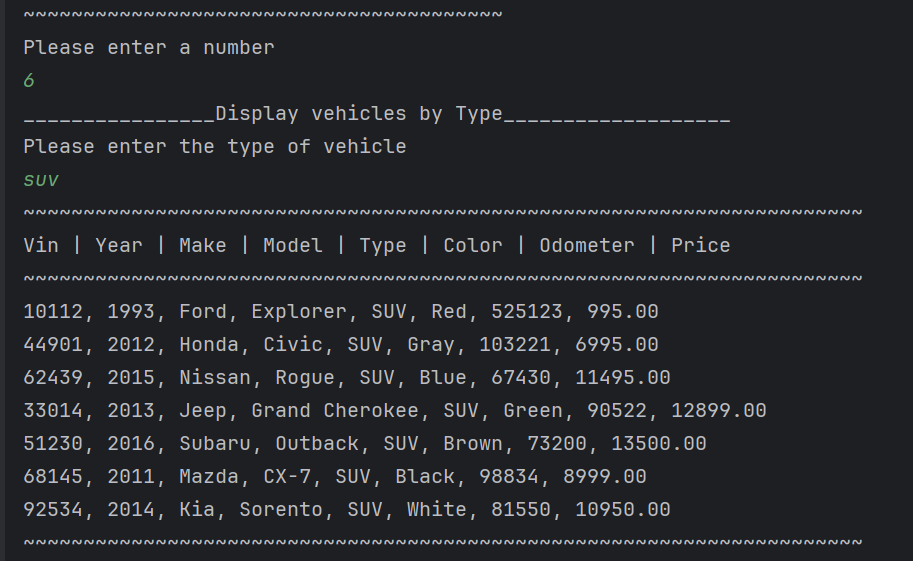 ~~~~~~~~~~~~~~~~~~~~~~~~~~~~~~~~~~~~~~~~
Please enter a number
6
________________Display vehicles by Type___________________
Please enter the type of vehicle
suv
~~~~~~~~~~~~~~~~~~~~~~~~~~~~~~~~~~~~~~~~~~~~~~~~~~~~~~~~~~~~~~~~~~~~~~
Vin | Year | Make | Model | Type | Color | Odometer | Price
~~~~~~~~~~~~~~~~~~~~~~~~~~~~~~~~~~~~~~~~~~~~~~~~~~~~~~~~~~~~~~~~~~~~~~
10112, 1993, Ford, Explorer, SUV, Red, 525123, 995.00
44901, 2012, Honda, Civic, SUV, Gray, 103221, 6995.00
62439, 2015, Nissan, Rogue, SUV, Blue, 67430, 11495.00
33014, 2013, Jeep, Grand Cherokee, SUV, Green, 90522, 12899.00
51230, 2016, Subaru, Outback, SUV, Brown, 73200, 13500.00
68145, 2011, Mazda, CX-7, SUV, Black, 98834, 8999.00
92534, 2014, Kia, Sorento, SUV, White, 81550, 10950.00
~~~~~~~~~~~~~~~~~~~~~~~~~~~~~~~~~~~~~~~~~~~~~~~~~~~~~~~~~~~~~~~~~~~~~~